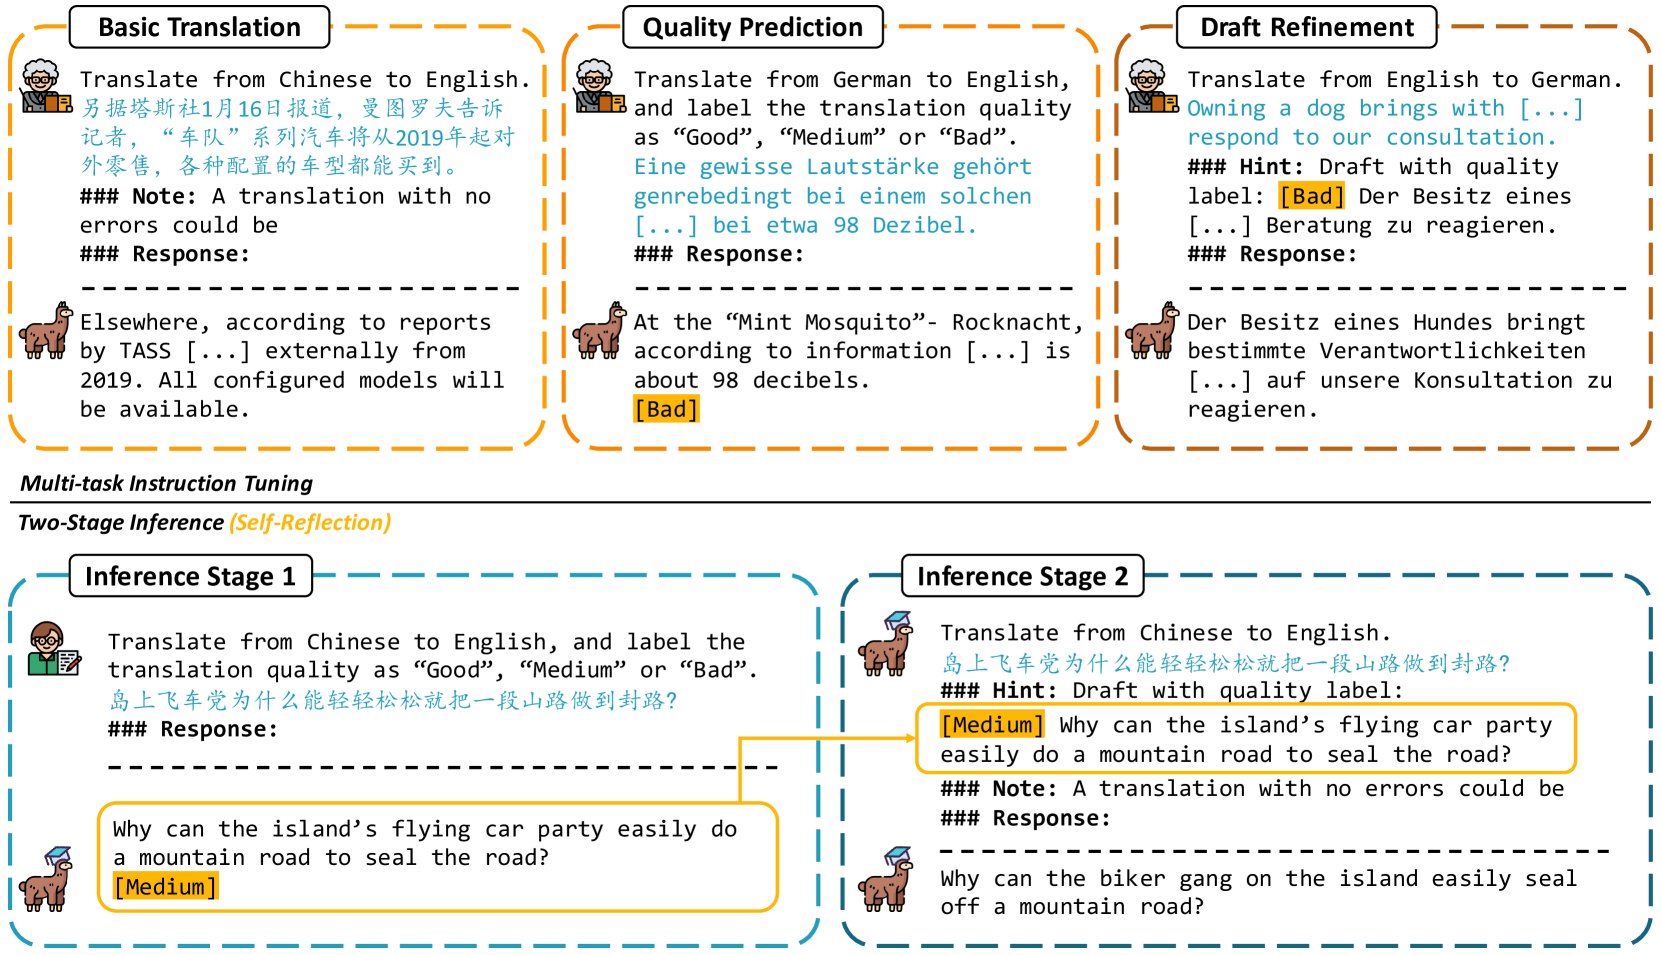 Basic Translation
Translate from Chinese to English.
另据塔斯社1月16日报道，曼图罗夫告诉
记者，“车队”系列汽车将从2019年起对
外零售，各种配置的车型都能买到。
### Note: A translation with no
errors could be
### Response:
Elsewhere, according to reports
by TASS [...] externally from
2019. All configured models will
be available.
Quality Prediction
Translate from German to English,
and label the translation quality
as “Good”, “Medium” or “Bad”.
Eine gewisse Lautstärke gehört
genrebedingt bei einem solchen
[...] bei etwa 98 Dezibel.
### Response:
At the “Mint Mosquito”- Rocknacht,
according to information [...] is
about 98 decibels.
[Bad]
Draft Refinement
Translate from English to German.
Owning a dog brings with [...]
respond to our consultation.
### Hint: Draft with quality
label: [Bad] Der Besitz eines
[...] Beratung zu reagieren.
### Response:
Der Besitz eines Hundes bringt
bestimmte Verantwortlichkeiten
[...] auf unsere Konsultation zu
reagieren.
Multi-task Instruction Tuning
Two-Stage Inference (Self-Reflection)
Inference Stage 1
Translate from Chinese to English, and label the
translation quality as “Good”, “Medium” or “Bad”.
岛上飞车党为什么能轻轻松松就把一段山路做到封路?
### Response:
Why can the island’s flying car party easily do
a mountain road to seal the road?
[Medium]
Inference Stage 2
Translate from Chinese to English.
岛上飞车党为什么能轻轻松松就把一段山路做到封路?
### Hint: Draft with quality label:
[Medium] Why can the island’s flying car party
easily do a mountain road to seal the road?
### Note: A translation with no errors could be
### Response:
Why can the biker gang on the island easily seal
off a mountain road?